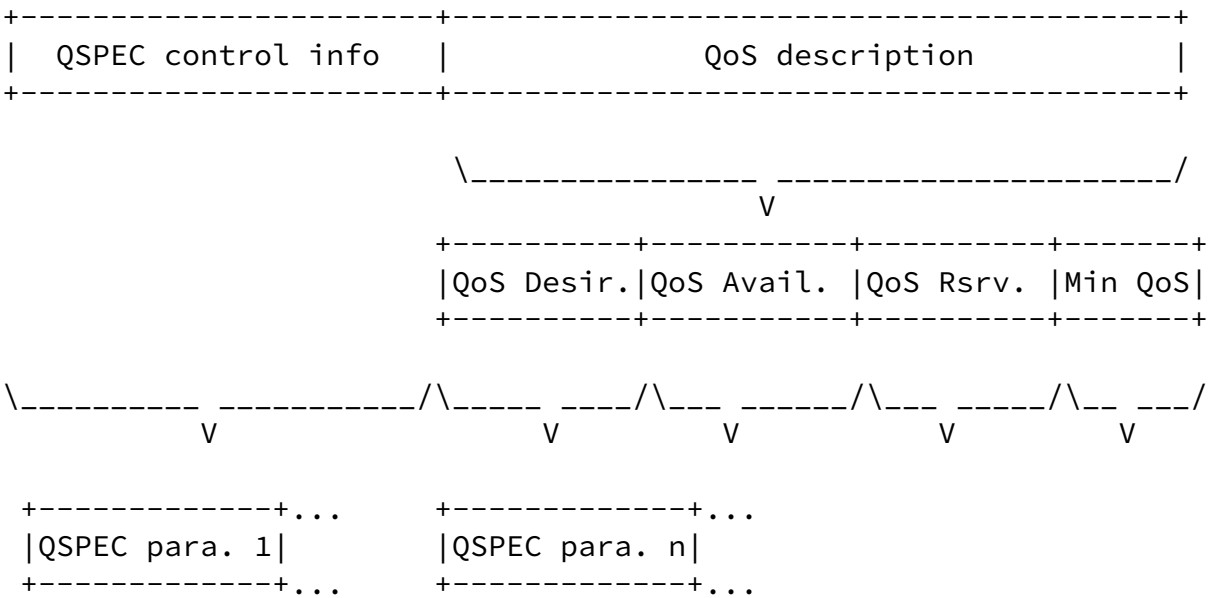 QSPEC control info | QoS description
V
QoS Desir.|QoS Avail. |QoS Rsrv. |Min QoS
V V V V V
QSPEC para. 1 ... QSPEC para. n ...